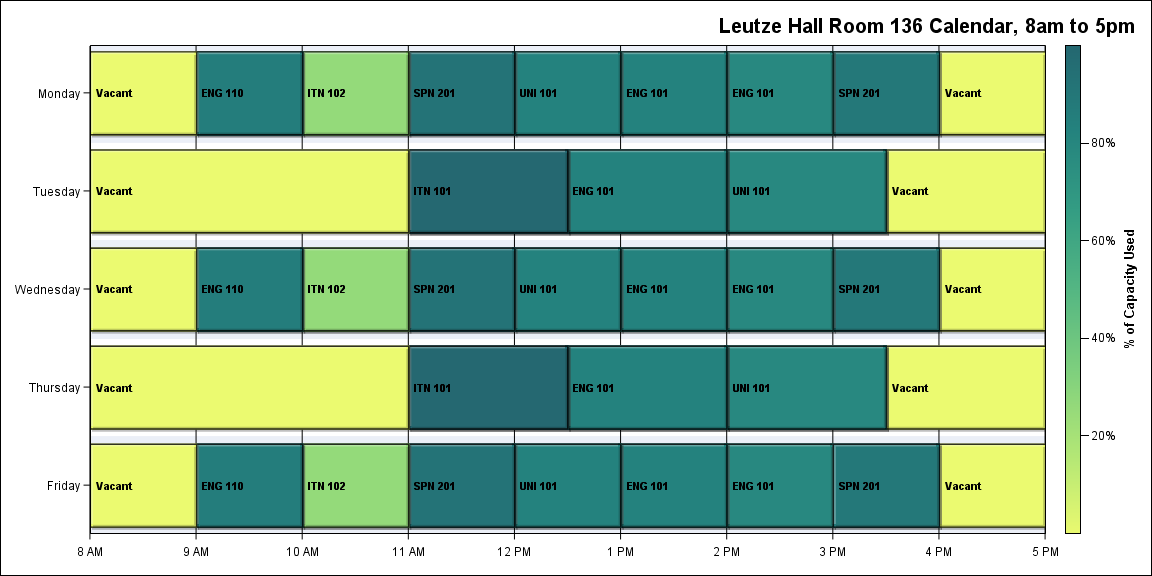 Leutze Hall Room 136 Calendar, 8am to 5pm
Monday
Vacant
ENG 110
ITN 102
SPN 201
UNI 101
ENG 101
ENG 101
SPN 201
Vacant
Tuesday
Vacant
ITN 101
ENG 101
UNI 101
Vacant
Wednesday
Vacant
ENG 110
ITN 102
SPN 201
UNI 101
ENG 101
ENG 101
SPN 201
Vacant
Thursday
Vacant
ITN 101
ENG 101
UNI 101
Vacant
Friday
Vacant
ENG 110
ITN 102
SPN 201
UNI 101
ENG 101
ENG 101
SPN 201
Vacant
8 AM
9 AM
10 AM
11 AM
12 PM
1 PM
2 PM
3 PM
4 PM
5 PM
80%
60%
40%
20%
% of Capacity Used